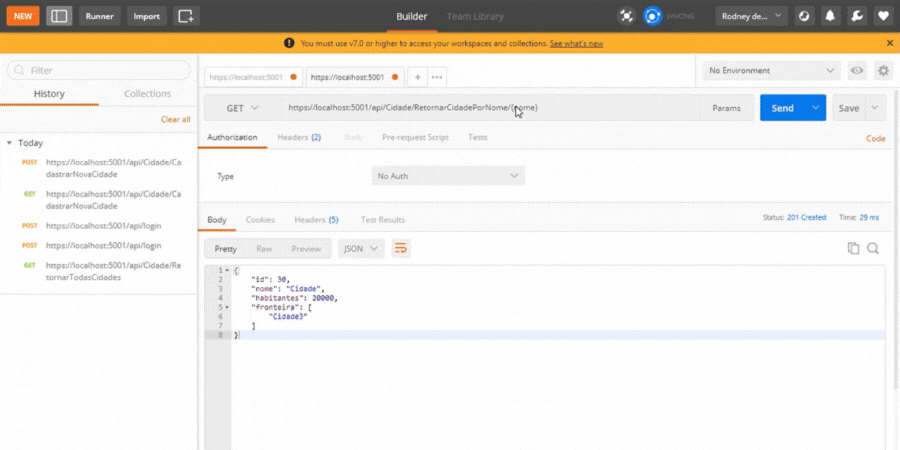 NEW Runner Import Builder Team Library SYNCING Rodney de...
You must use v7.0 or higher to access your workspaces and collections. See what's new
Filter
History Collections
Clear all
Today
POST https://localhost:5001/api/Cidade/Ca
dastrarNovaCidade
GET https://localhost:5001/api/Cidade/Ca
dastrarNovaCidade
POST https://localhost:5001/api/login
POST https://localhost:5001/api/login
GET https://localhost:5001/api/Cidade/Re
tornarTodasCidades
https://localhost:5001 https://localhost:5001 + ••• No Environment
GET https://localhost:5001/api/Cidade/RetornarCidadePorNome/{nome} Params Send Save
Authorization Headers (2) Body Pre-request Script Tests Code
Type No Auth
Body Cookies Headers (5) Test Results Status: 201 Created Time: 29 ms
Pretty Raw Preview JSON
1 {
2 "id": 30,
3 "nome": "Cidade",
4 "habitantes": 20000,
5 "fronteira": [
6 "Cidade3"
7 ]
8 }